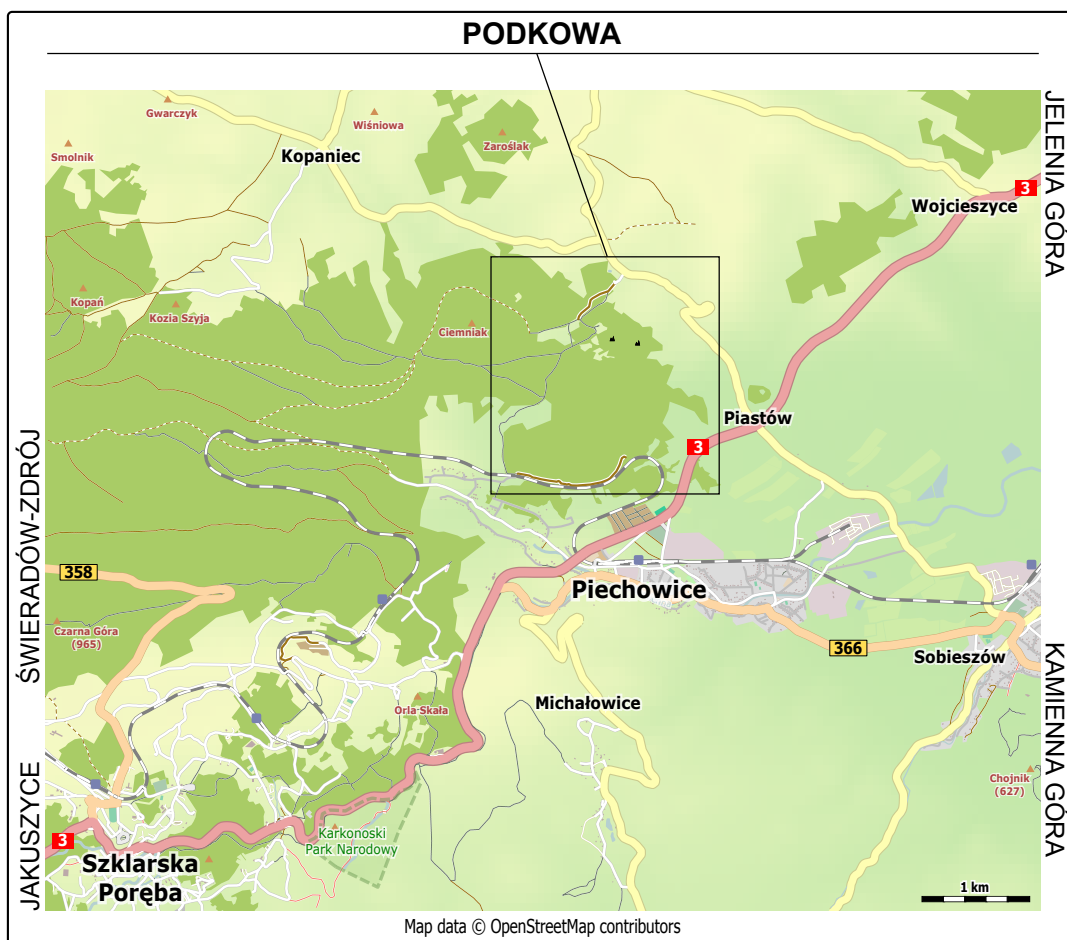 PODKOWA
Gwarczyk
Wiśniowa
Smolnik
Kopaniec
Zaroślak
JELENIA GÓRA
3
Wojcieszyce
Kopań
Kozia Szyja
Ciemniak
Piastów
3
ŚWIERADÓW-ZDRÓJ
358
Piechowice
Czarna Góra
(965)
366
Sobieszów
KAMIENNA GÓRA
Orla Skała
Michałowice
JAKUSZYCE
Chojnik
(627)
Karkonoski
Park Narodowy
3
Szklarska
Poręba
1 km
Map data © OpenStreetMap contributors